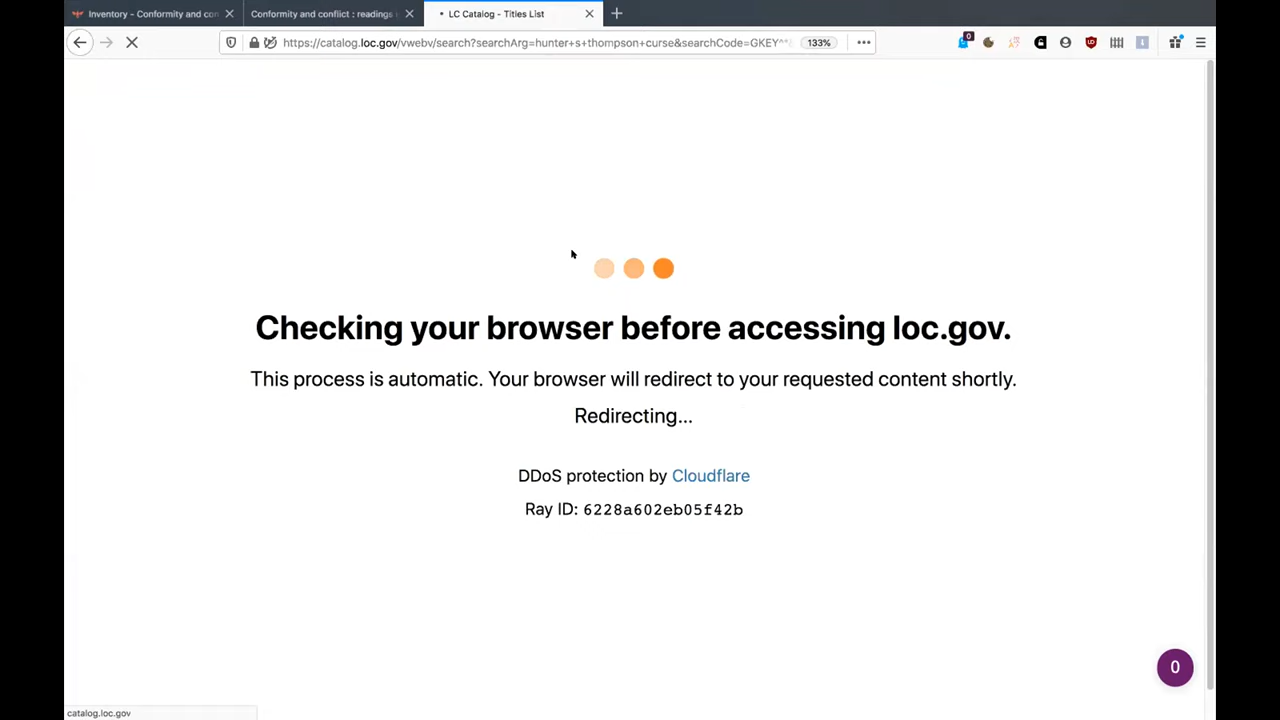 Inventory - Conformity and con
Conformity and conflict : readings
LC Catalog - Titles List
https://catalog.loc.gov/vwebv/search?searchArg=hunter+s+thompson+curse&searchCode=GKEY^*
133%
0
Checking your browser before accessing loc.gov.
This process is automatic. Your browser will redirect to your requested content shortly.
Redirecting...
DDoS protection by Cloudflare
Ray ID: 6228a602eb05f42b
0
catalog.loc.gov